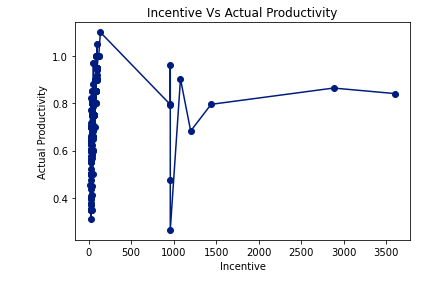 Incentive Vs Actual Productivity
Actual Productivity
1.0
0.8
0.6
0.4
0 500 1000 1500 2000 2500 3000 3500
Incentive